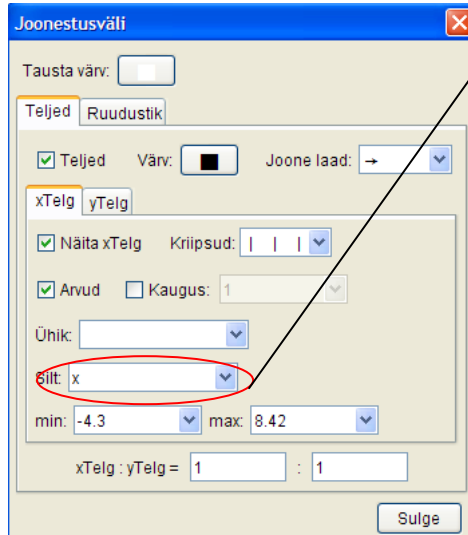 Joonestusväli
Tausta värv:
Teljed Ruudustik
Teljed Värv: Joone laad:
xTelg yTelg
Näita xTelg Kriipsud: | | |
Arvud Kaugus: 1
Ühik:
Silt: x
min: -4.3 max: 8.42
xTelg : yTelg = 1 : 1
Sulge